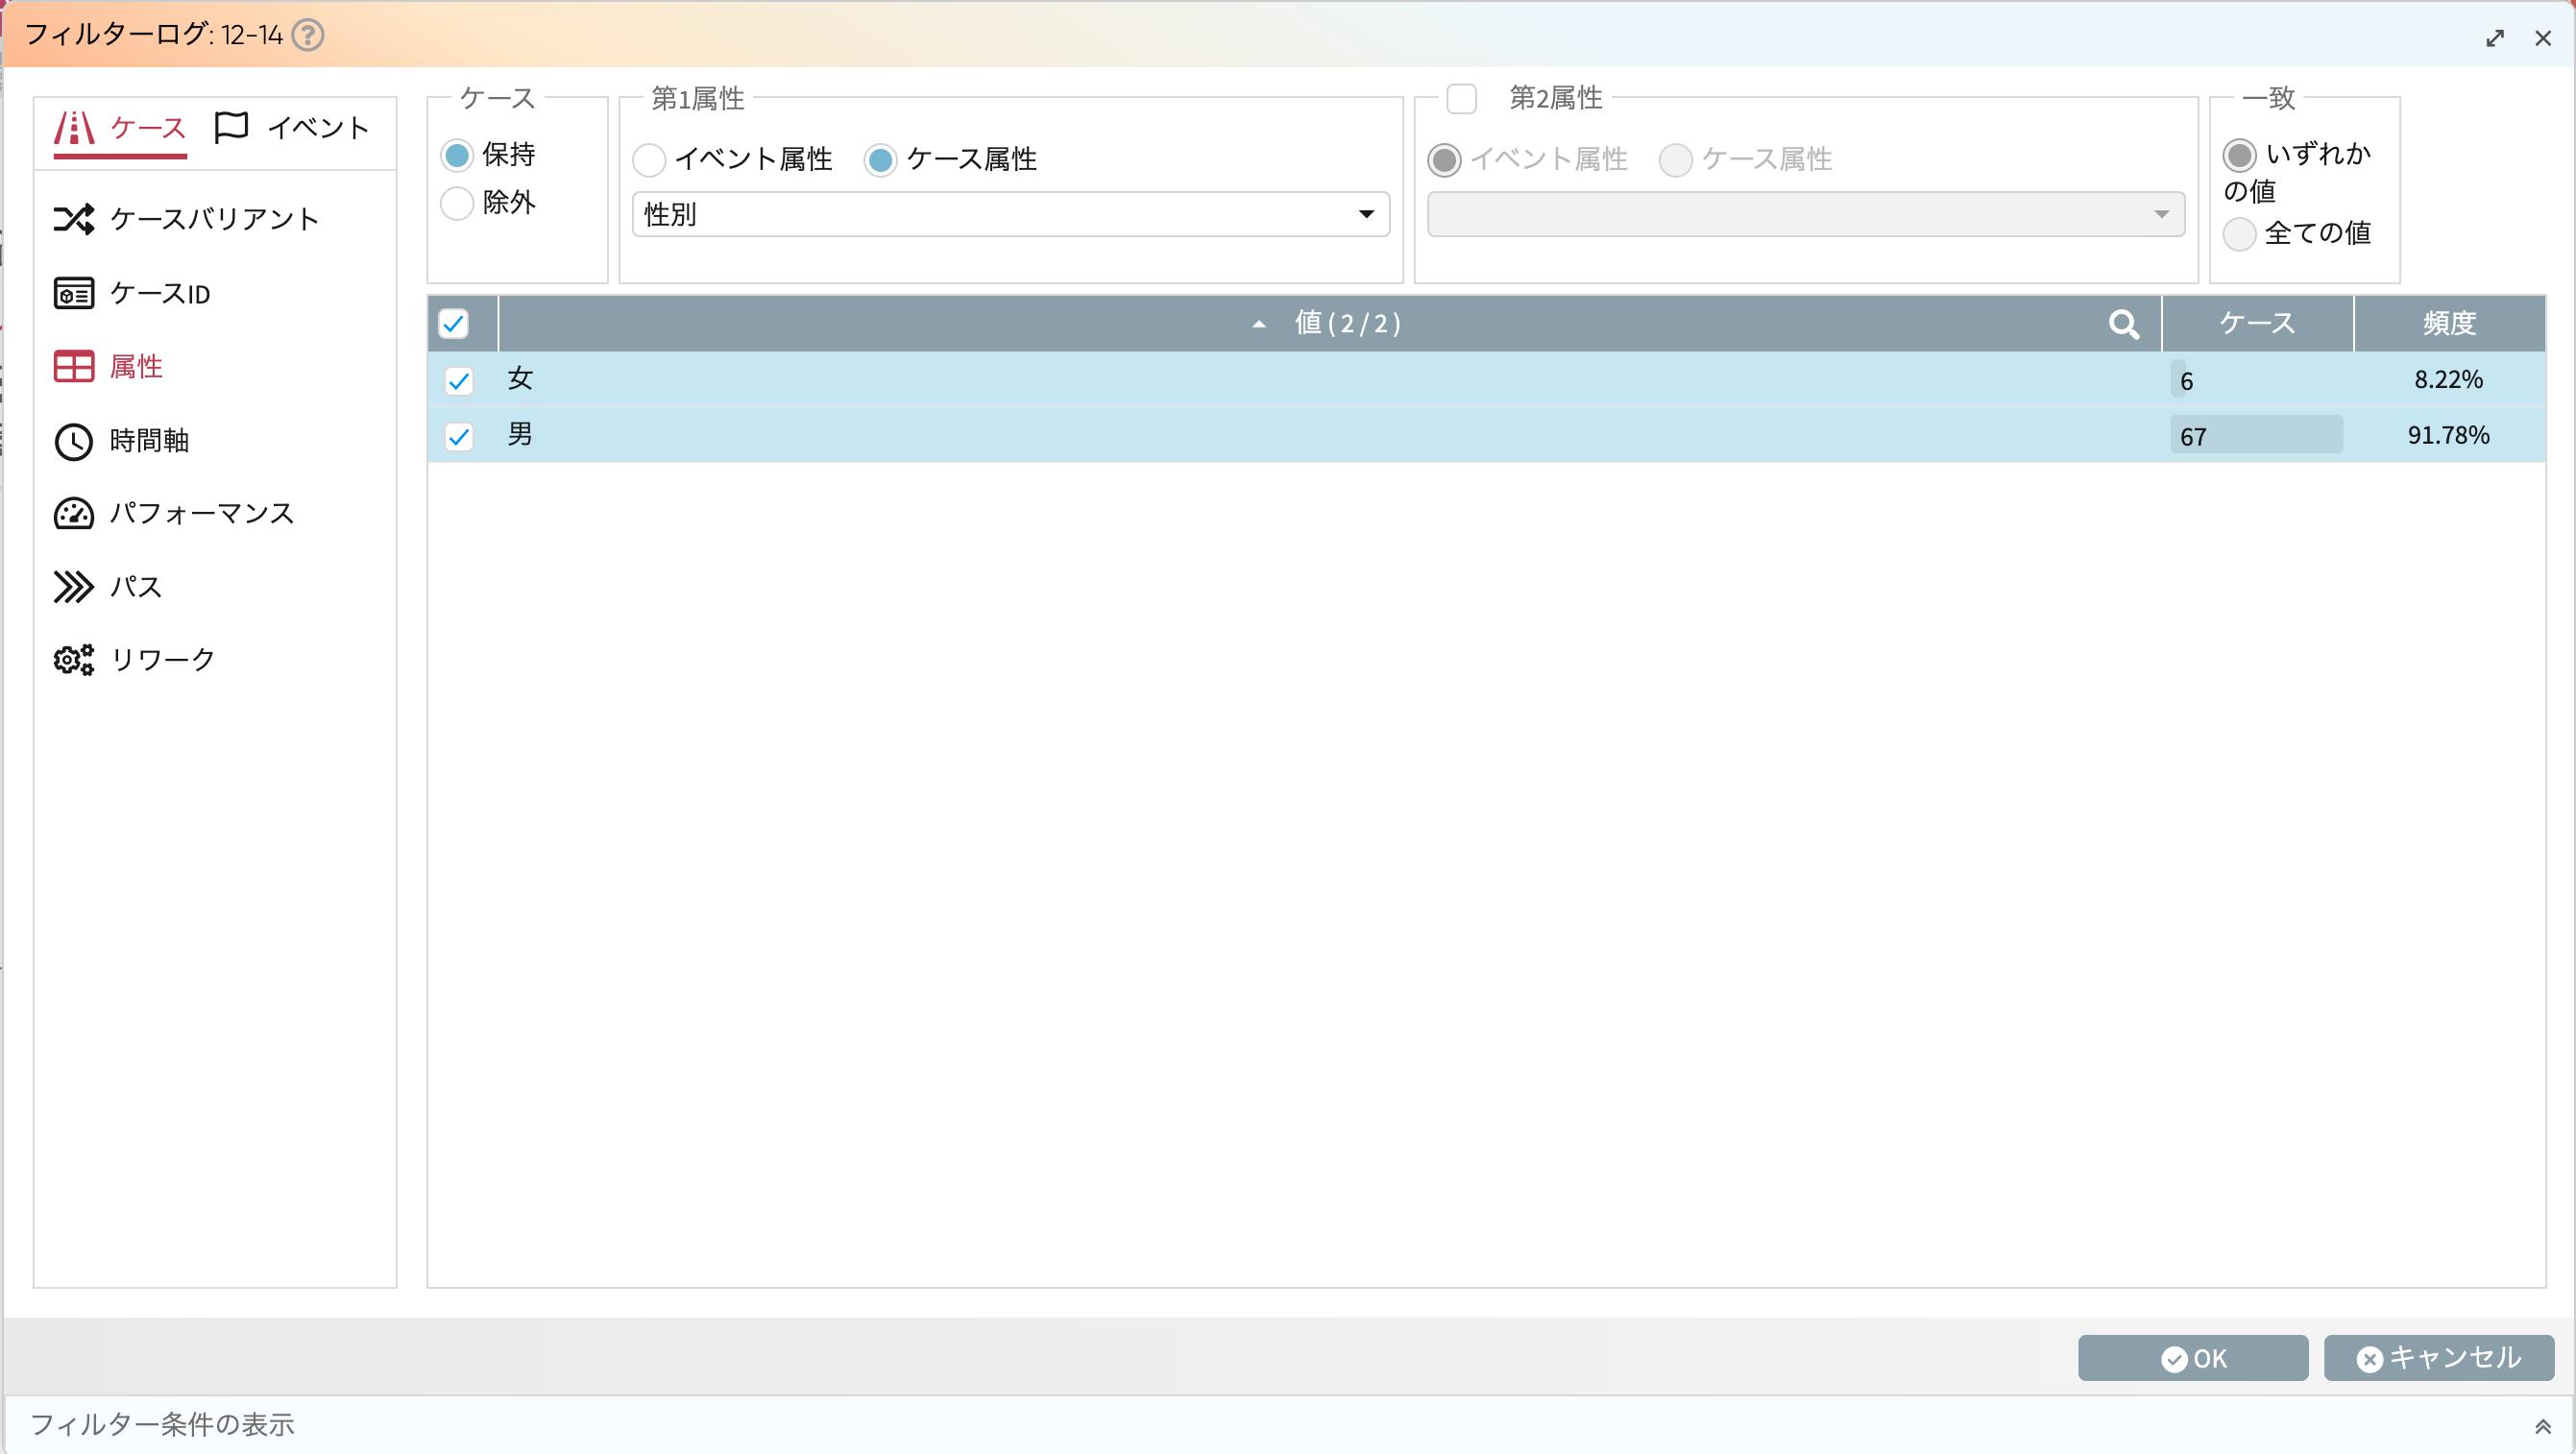 フィルターログ: 12-14 ?
ケース イベント
ケースバリアント
ケースID
属性
時間軸
パフォーマンス
パス
リワーク
ケース
保持
除外
第1属性
イベント属性 ケース属性
性別
第2属性
イベント属性 ケース属性
一致
いずれか
の値
全ての値
値 ( 2 / 2 ) ケース 頻度
女 6 8.22%
男 67 91.78%
OK キャンセル
フィルター条件の表示